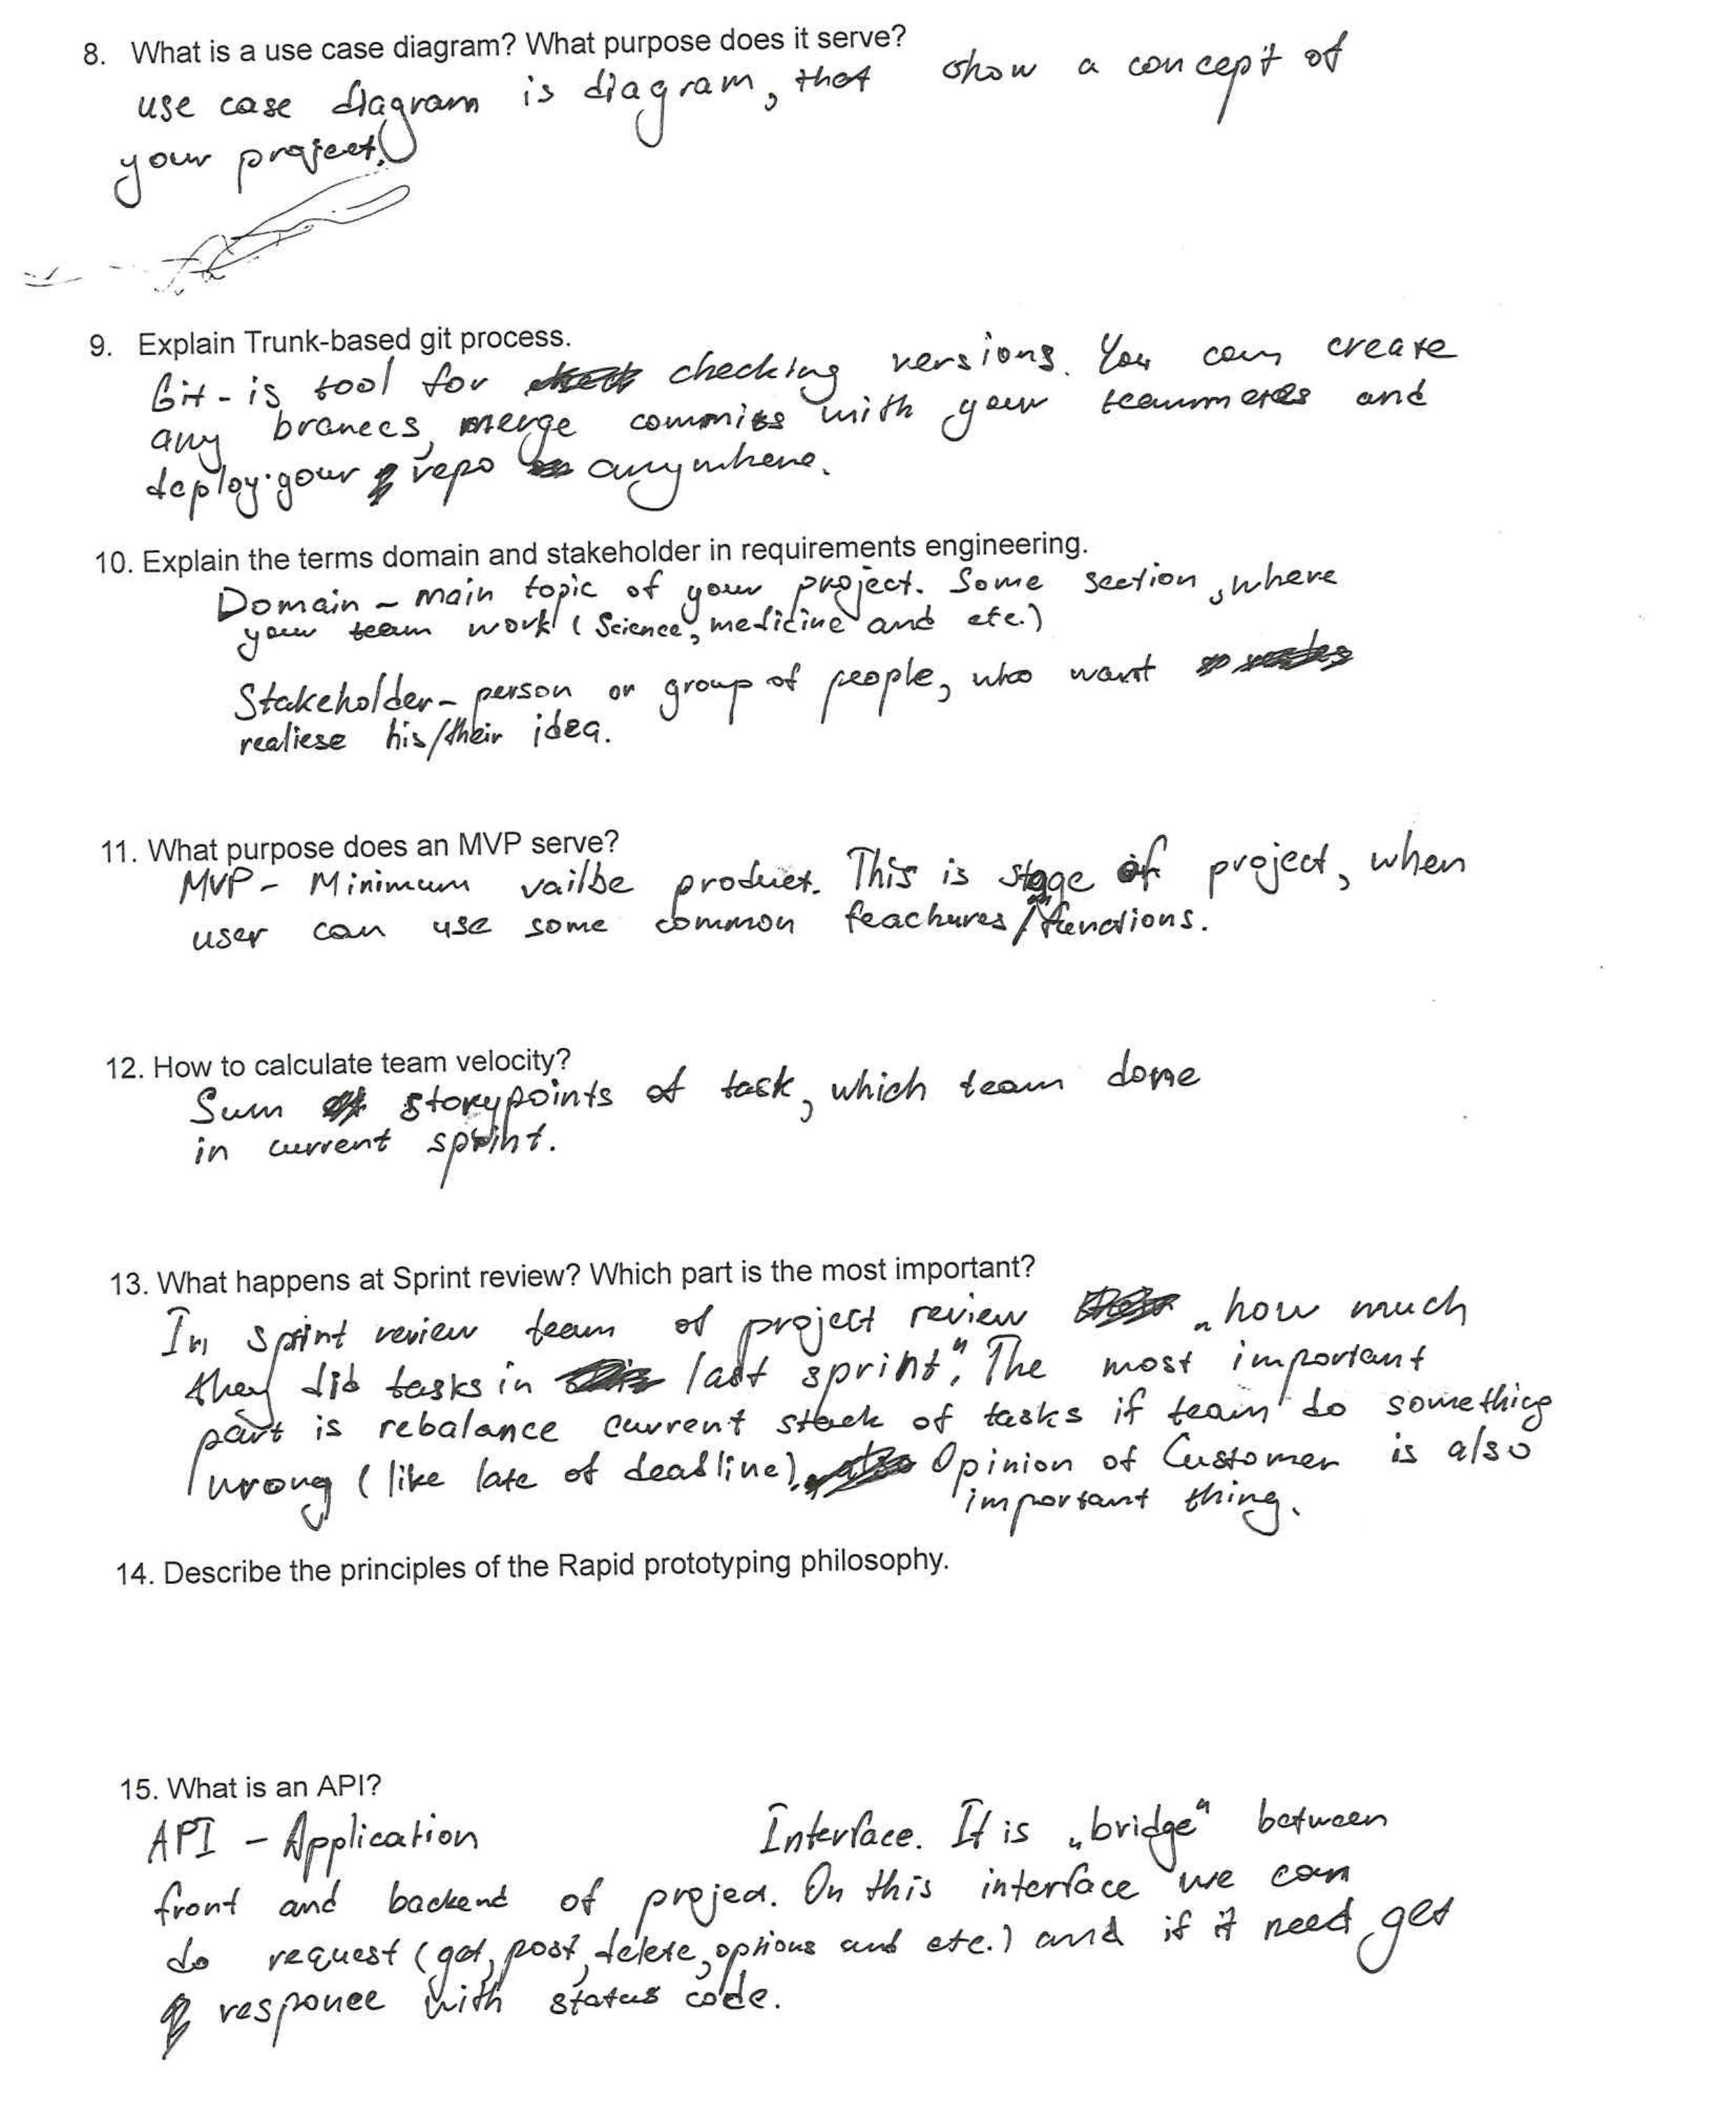 8. What is a use case diagram? What purpose does it serve?
use case diagram is diagram, that show a concept of
your project.
9. Explain Trunk-based git process.
Git - is tool for checking versions. You can create
any branees, merge commits with your teammates and
deploy your repo anywhere.
10. Explain the terms domain and stakeholder in requirements engineering.
Domain - main topic of your project. Some section, where
your team work (Science, medicine and etc.)
Stakeholder - person or group of people, who want
realiese his/their idea.
11. What purpose does an MVP serve?
MVP - Minimum vailbe product. This is stage of project, when
user can use some common feachures/functions.
12. How to calculate team velocity?
Sum storypoints of task, which team done
in current sprint.
13. What happens at Sprint review? Which part is the most important?
In sprint review team of project review „how much
they did tasks in last sprint". The most important
part is rebalance current stack of tasks if team do something
wrong (like late of deadline). Opinion of Customer is also
important thing.
14. Describe the principles of the Rapid prototyping philosophy.
15. What is an API?
API - Application Interface. It is „bridge" between
front and backend of project. On this interface we can
do request (get, post, delete, options and etc.) and if it need get
responce with status code.